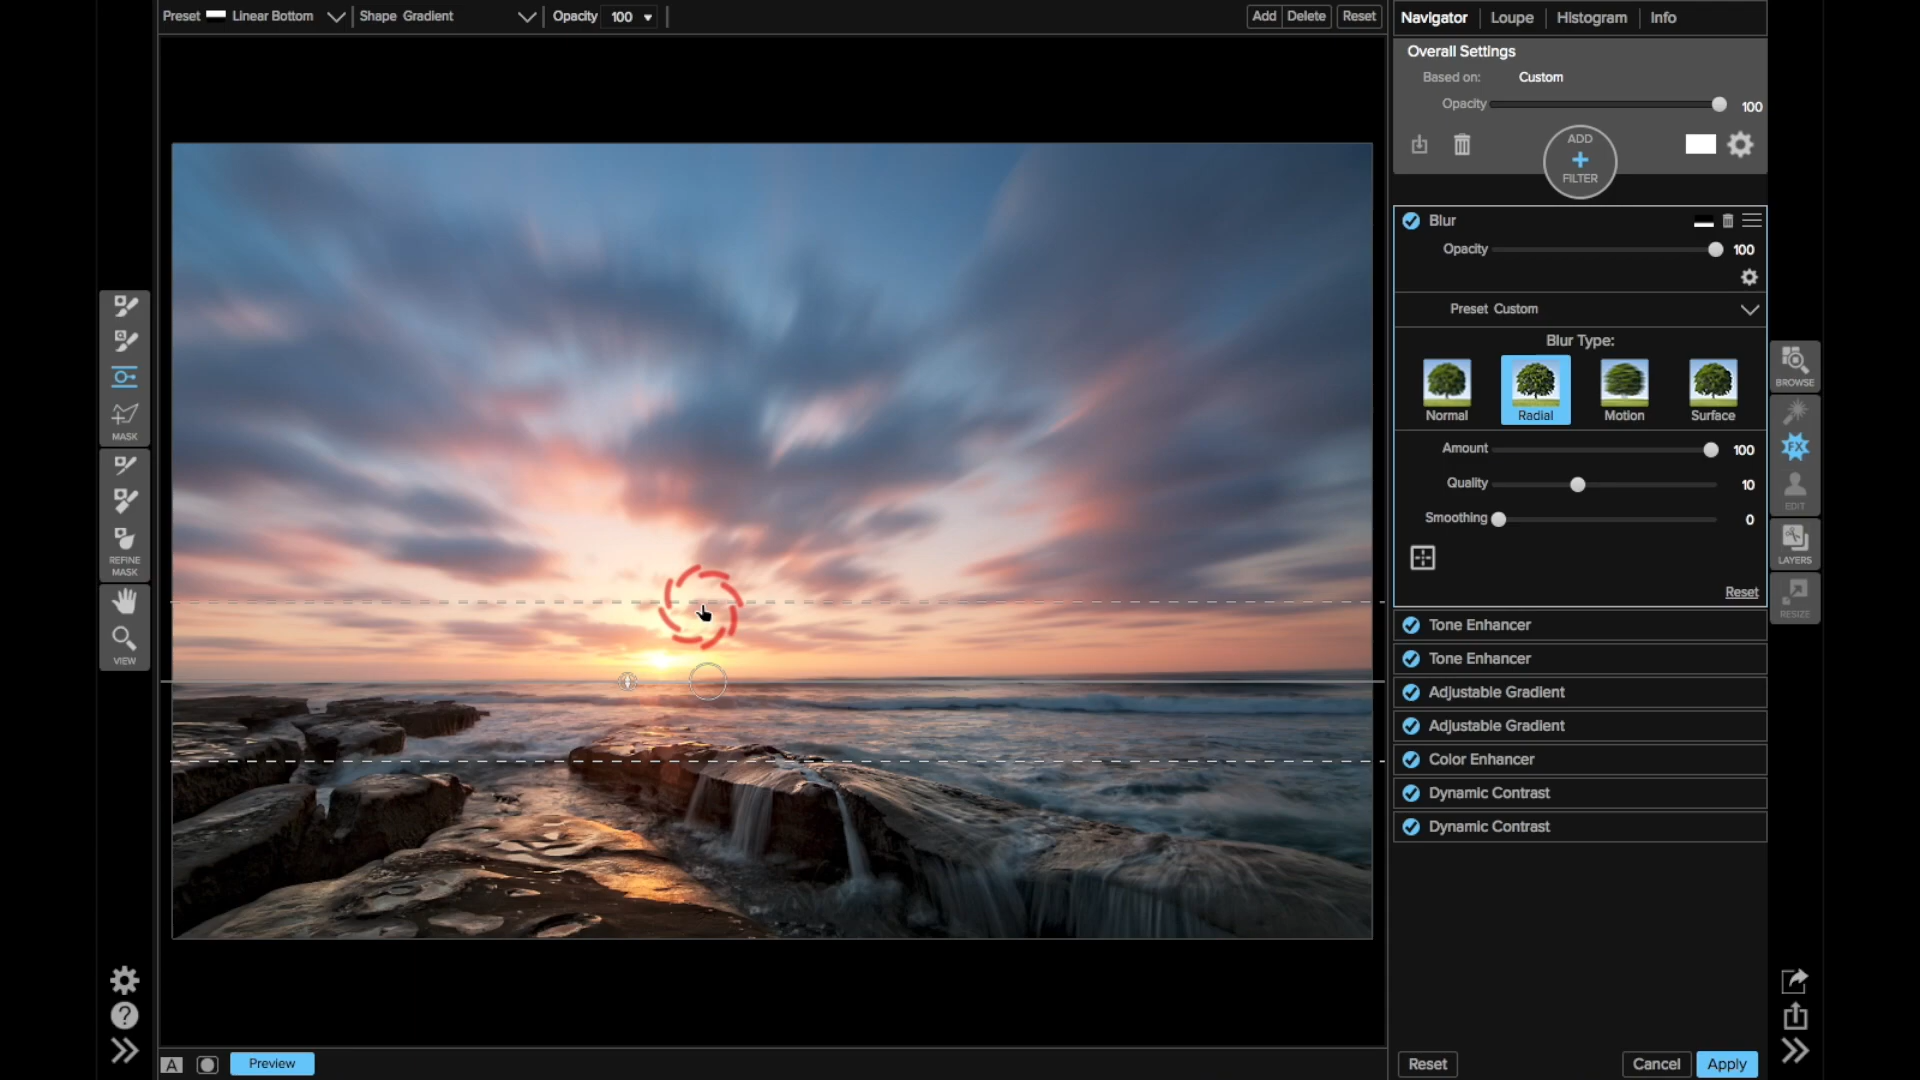 Preset Linear Bottom Shape Gradient Opacity 100 Add Delete Reset
Navigator Loupe Histogram Info
Overall Settings
Based on: Custom
Opacity 100
ADD
FILTER
Blur
Opacity 100
Preset Custom
Blur Type:
Normal Radial Motion Surface
Amount 100
Quality 10
Smoothing 0
Reset
Tone Enhancer
Tone Enhancer
Adjustable Gradient
Adjustable Gradient
Color Enhancer
Dynamic Contrast
Dynamic Contrast
MASK
REFINE
MASK
VIEW
BROWSE
FX
EDIT
LAYERS
RESIZE
A Preview
Reset Cancel Apply